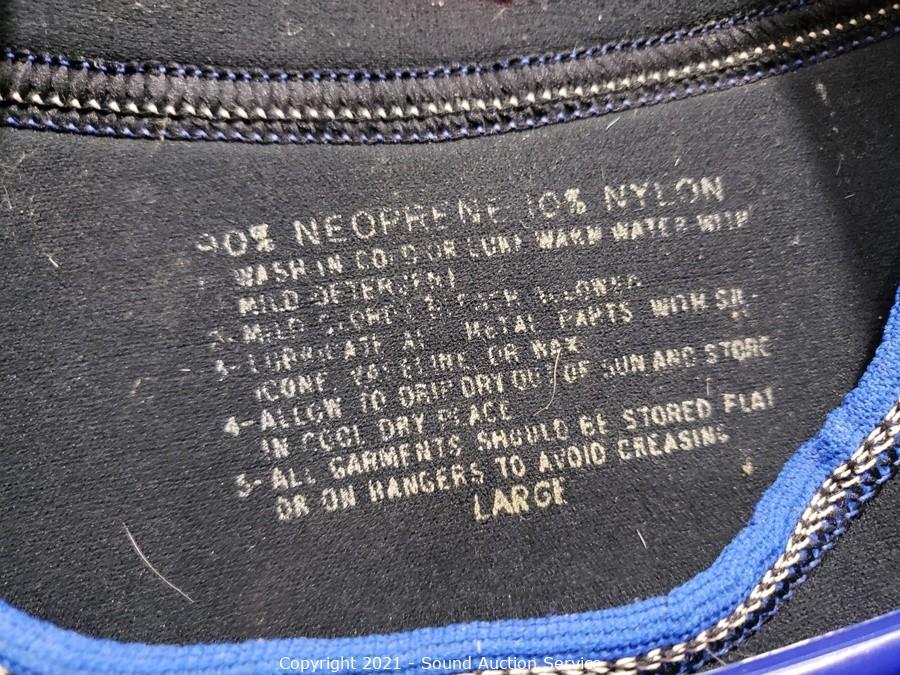 90% NEOPRENE 10% NYLON
WASH IN COLD OR LUKE WARM WATER WITH
MILD DETERGENT
2-MILD
3-LUBRICATE ALL METAL PARTS WITH SIL-
ICONE, VASELINE OR WAX
4-ALLOW TO DRIP DRY OUT OF SUN AND STORE
IN COOL DRY PLACE
5-ALL GARMENTS SHOULD BE STORED FLAT
OR ON HANGERS TO AVOID CREASING
LARGE
Copyright 2021 - Sound Auction Service